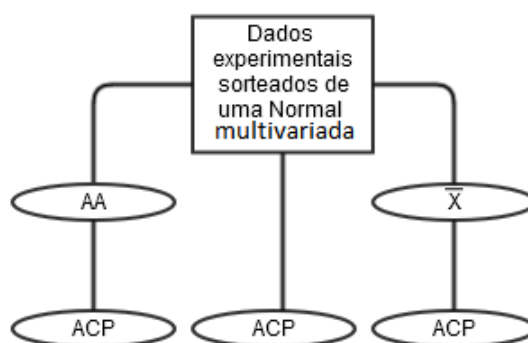 Dados
experimentais
sorteados de
uma Normal
multivariada
AA
X̅
ACP
ACP
ACP